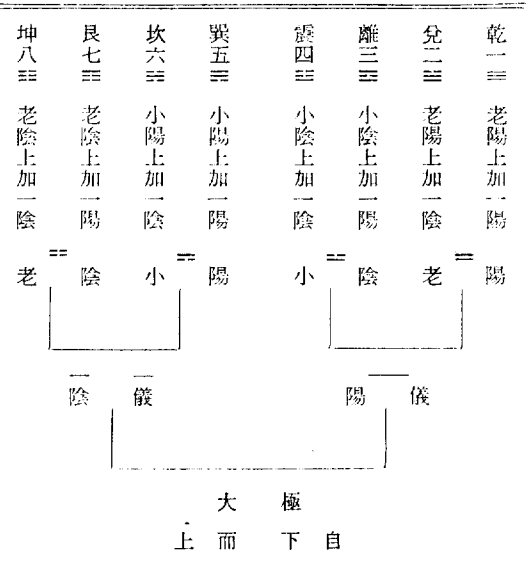 乾一☰老陽上加一陽
兌二☱老陽上加一陰
離三☲小陰上加一陽
震四☳小陰上加一陰
巽五☴小陽上加一陽
坎六☵小陽上加一陰
艮七☶老陰上加一陽
坤八☷老陰上加一陰
陽老 陰小 陽小 陰老
儀陽 儀陰
極大
自下而上